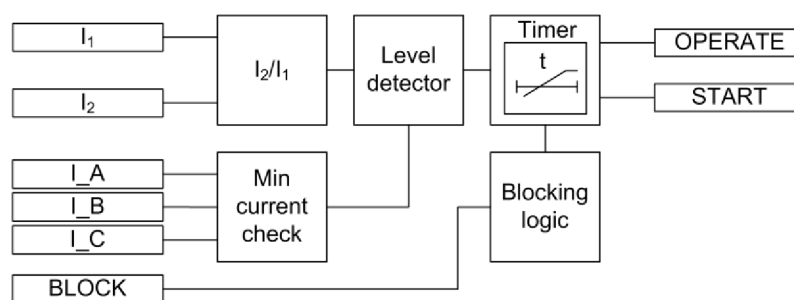 I₁
I₂
I₂/I₁
Level
detector
Timer
t
OPERATE
START
I_A
I_B
I_C
Min
current
check
Blocking
logic
BLOCK